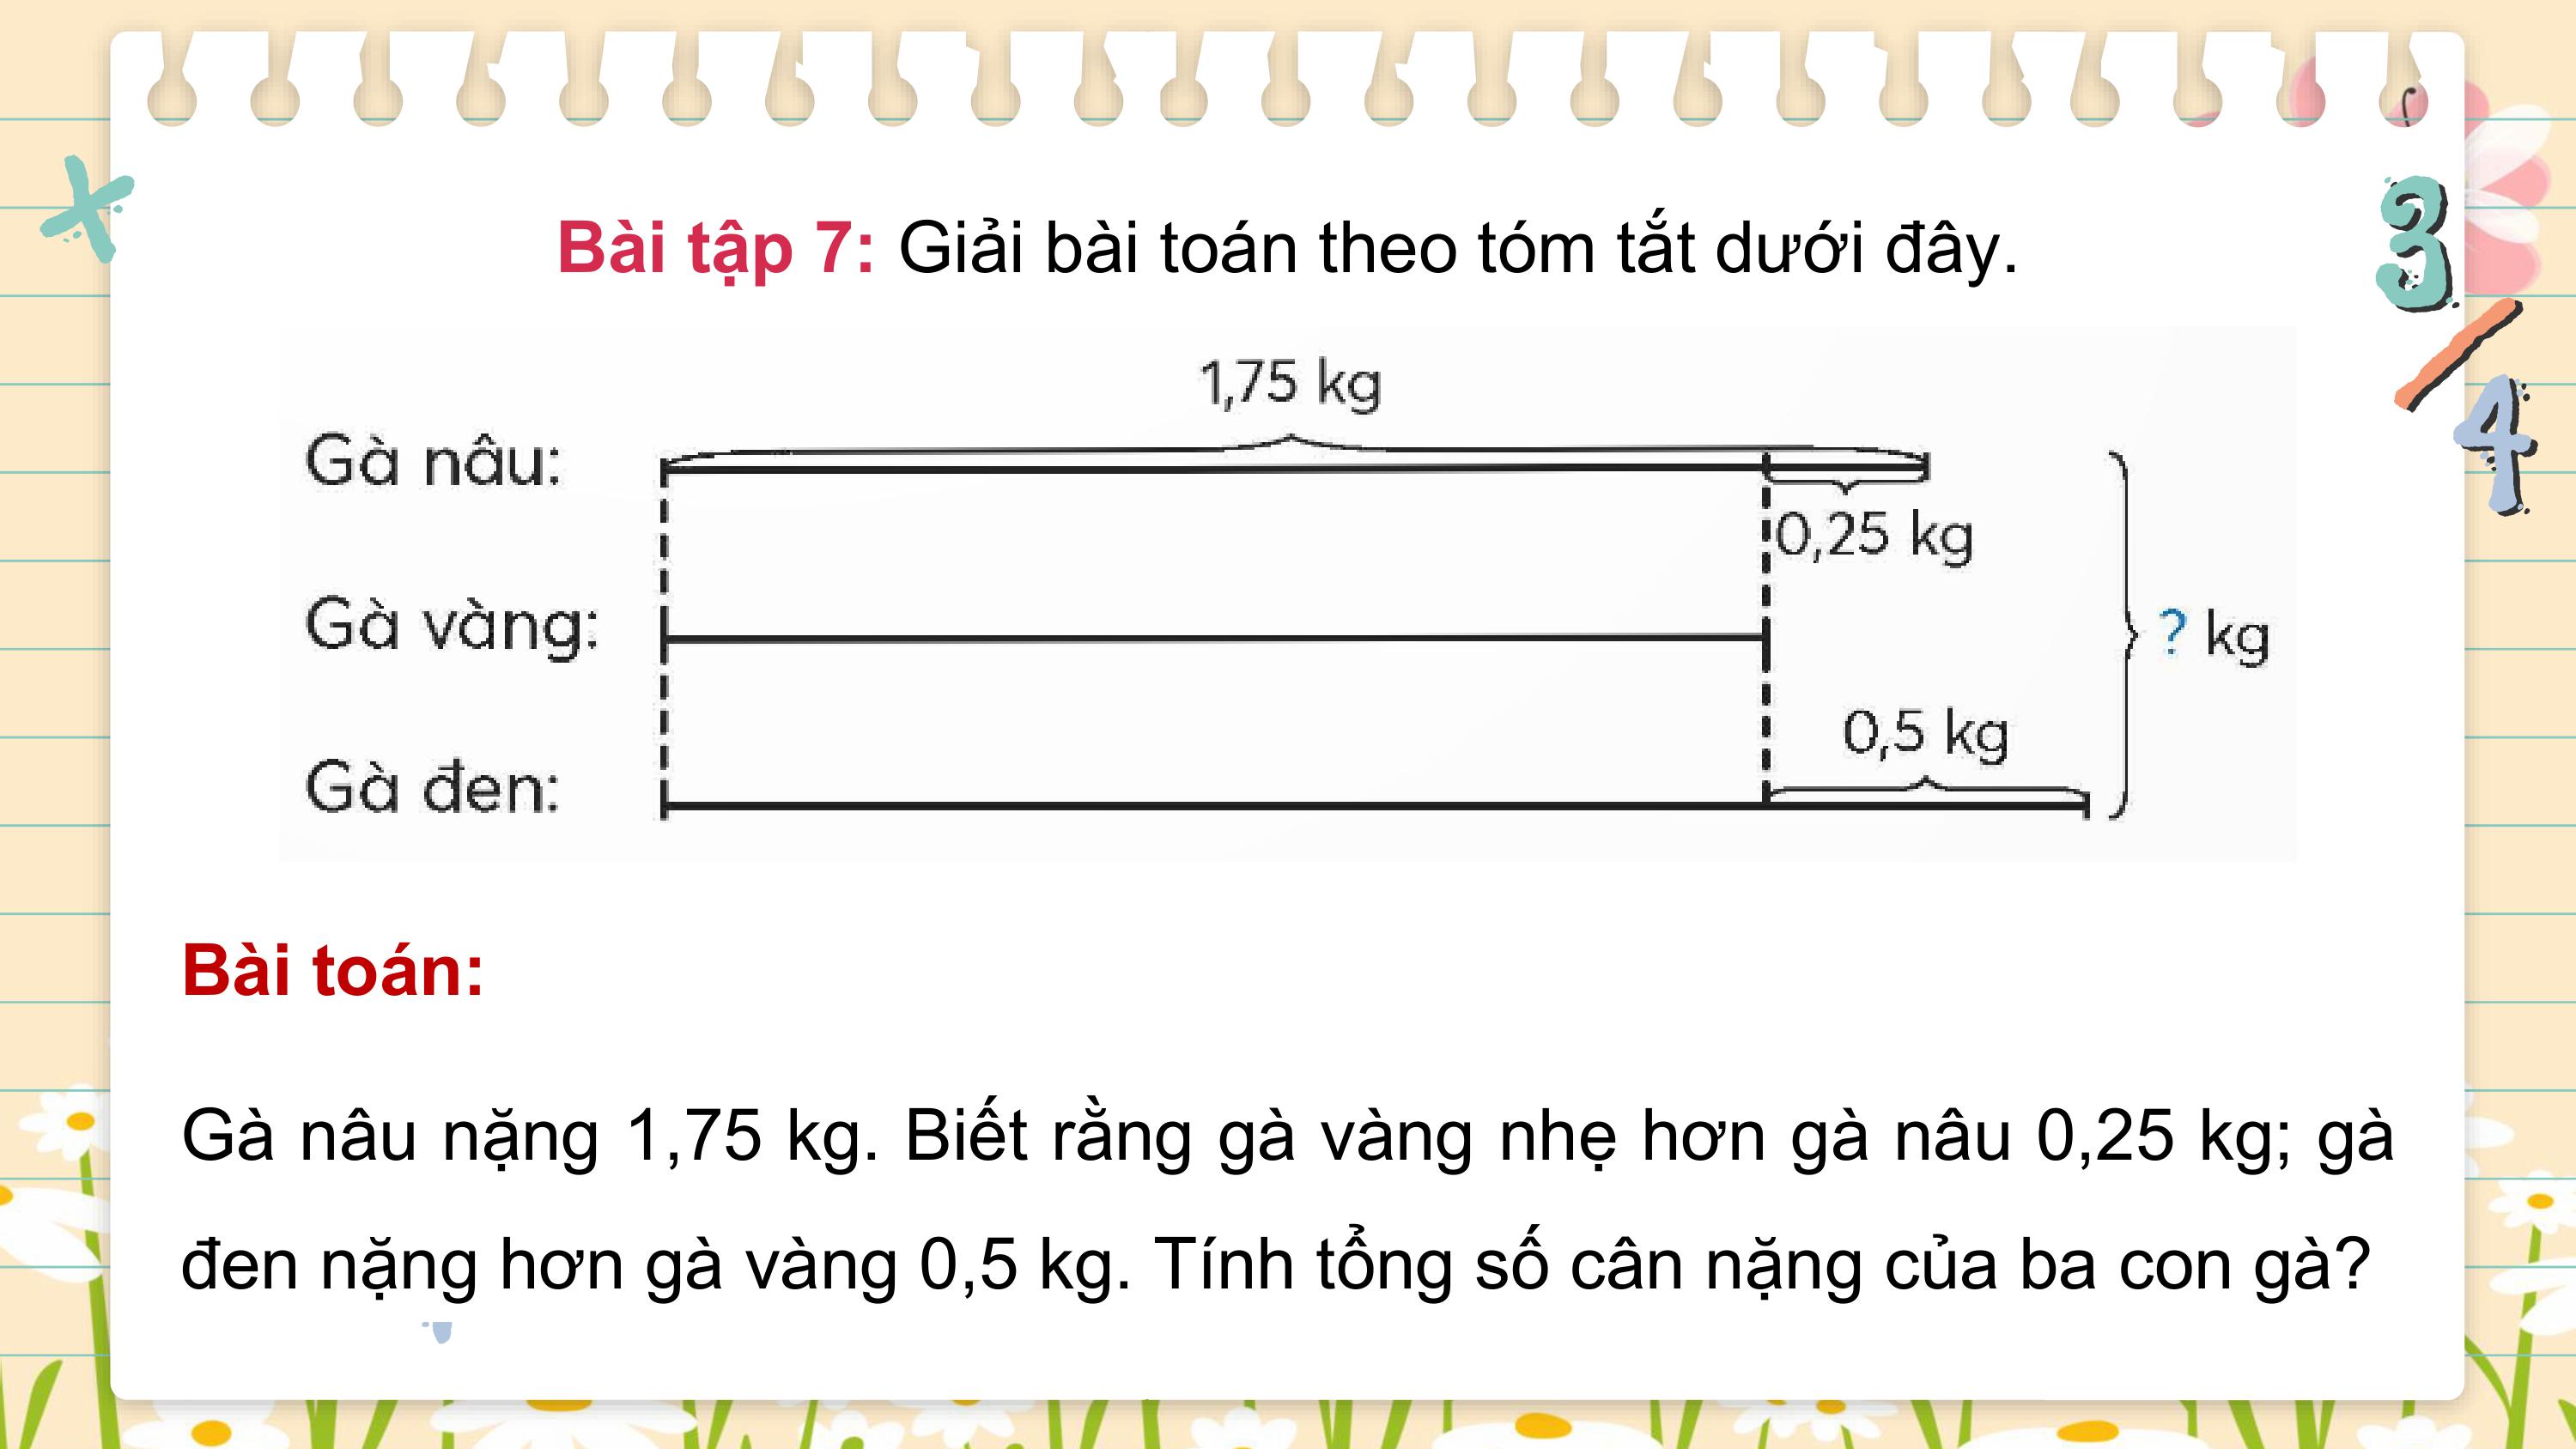 Bài tập 7: Giải bài toán theo tóm tắt dưới đây.
1,75 kg
Gà nâu:
0,25 kg
Gà vàng:
? kg
0,5 kg
Gà đen:
Bài toán:
Gà nâu nặng 1,75 kg. Biết rằng gà vàng nhẹ hơn gà nâu 0,25 kg; gà
đen nặng hơn gà vàng 0,5 kg. Tính tổng số cân nặng của ba con gà?
3
/
4